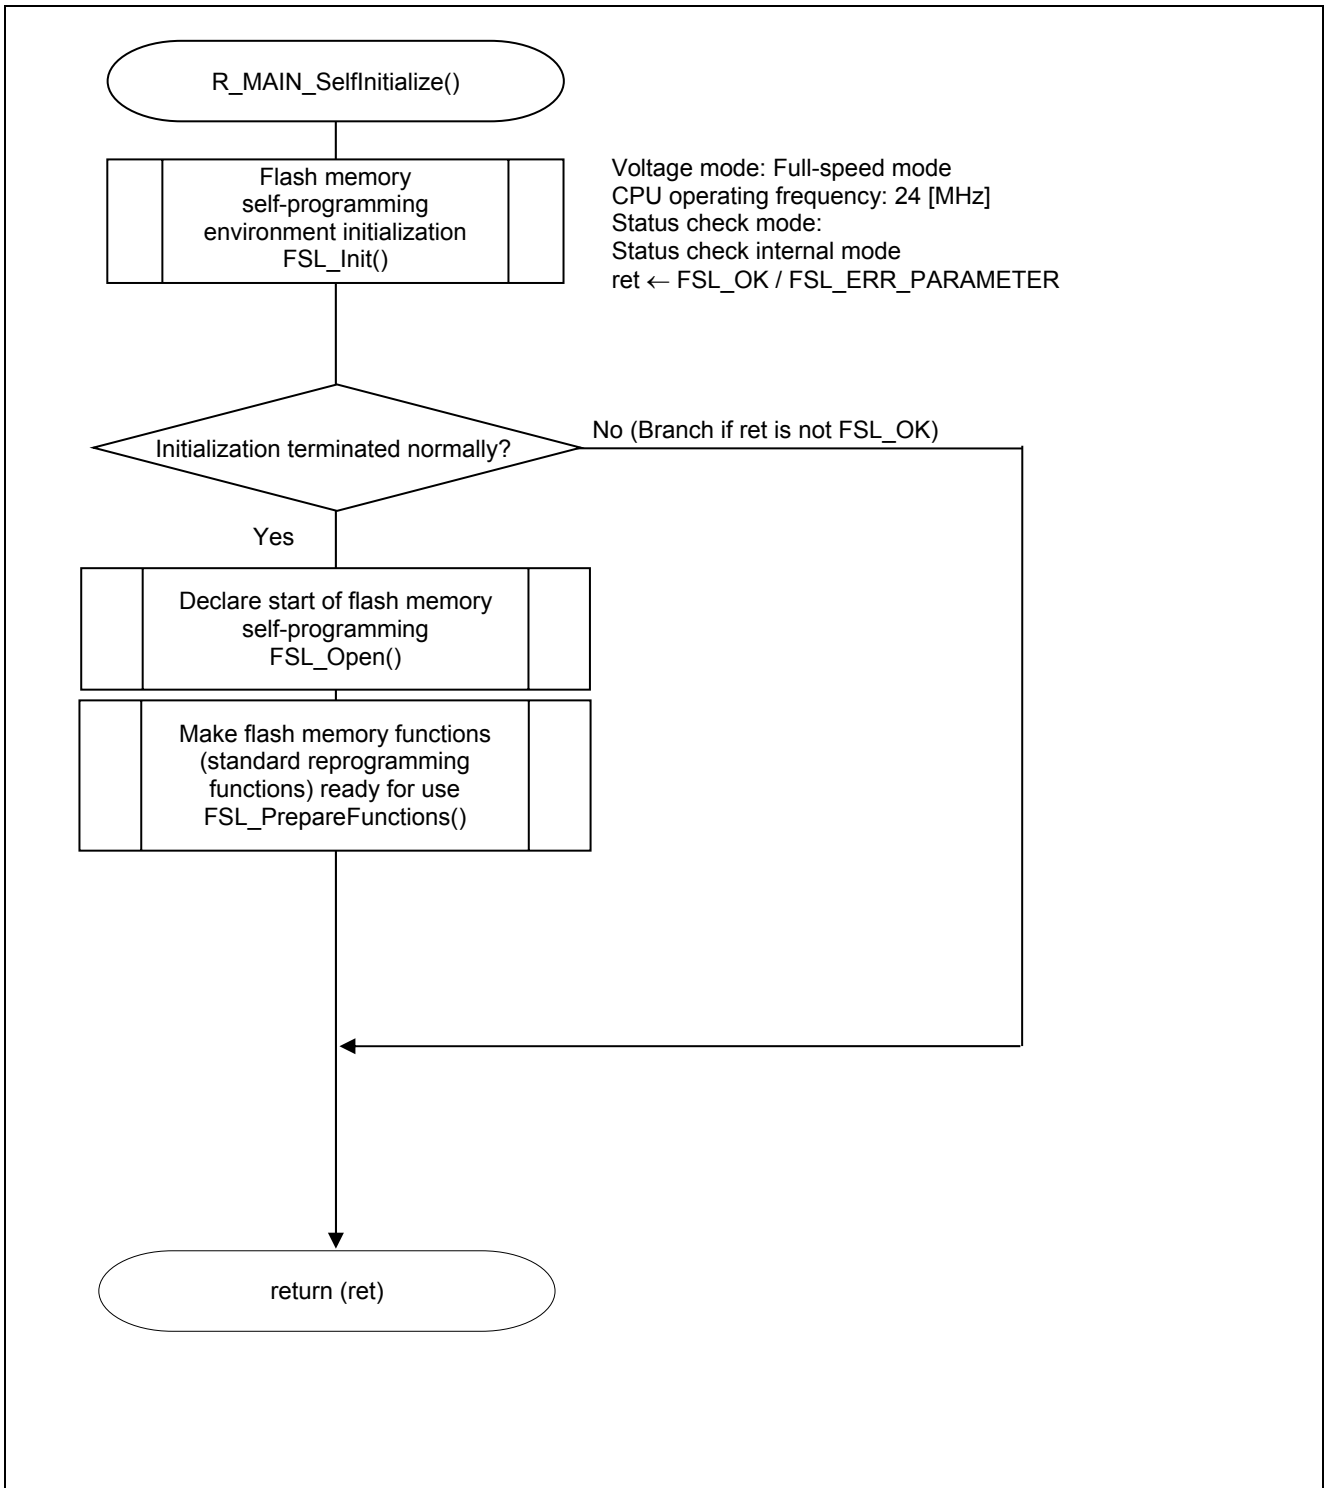 R_MAIN_SelfInitialize()
Flash memory
self-programming
environment initialization
FSL_Init()
Voltage mode: Full-speed mode
CPU operating frequency: 24 [MHz]
Status check mode:
Status check internal mode
ret ← FSL_OK / FSL_ERR_PARAMETER
Initialization terminated normally?
No (Branch if ret is not FSL_OK)
Yes
Declare start of flash memory
self-programming
FSL_Open()
Make flash memory functions
(standard reprogramming
functions) ready for use
FSL_PrepareFunctions()
return (ret)